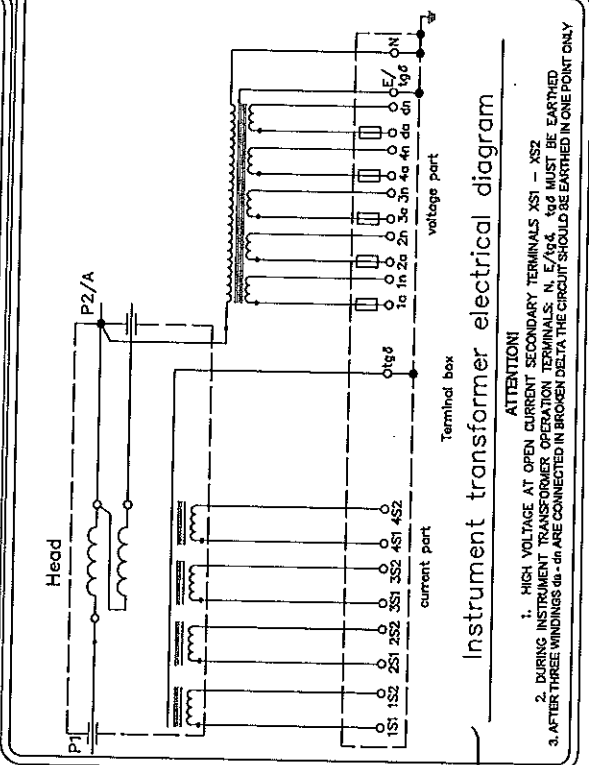 Head
P1
P2/A
1S1 1S2 2S1 2S2 3S1 3S2 4S1 4S2
current part
tgδ
Terminal box
1a 1n 2a 2n 3a 3n 4a 4n da dn E/tgδ N
voltage part
Instrument transformer electrical diagram
ATTENTION!
1. HIGH VOLTAGE AT OPEN CURRENT SECONDARY TERMINALS XS1 - XS2
2. DURING INSTRUMENT TRANSFORMER OPERATION TERMINALS: N, E/tgδ, tgδ MUST BE EARTHED
3. AFTER THREE WINDINGS da - dn ARE CONNECTED IN BROKEN DELTA THE CIRCUIT SHOULD BE EARTHED IN ONE POINT ONLY